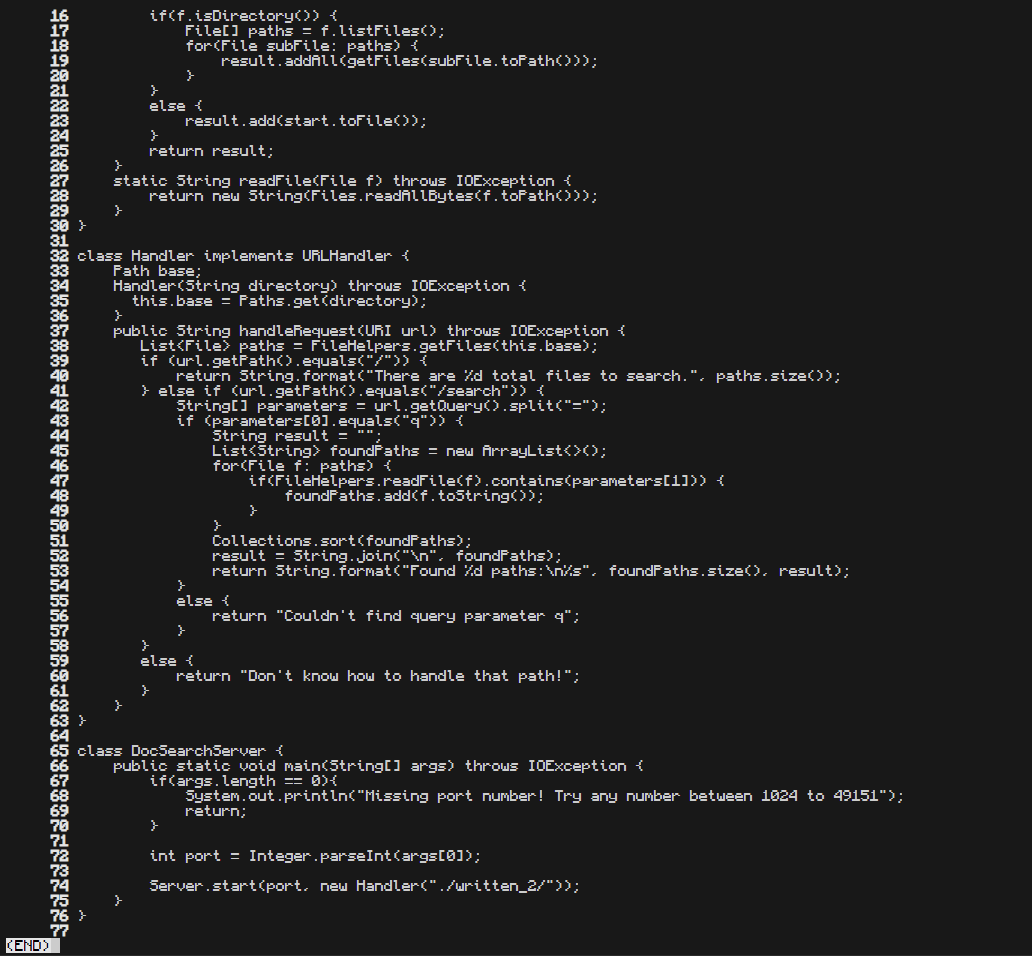 16         if(f.isDirectory()) {
17             File[] paths = f.listFiles();
18             for(File subFile: paths) {
19                 result.addAll(getFiles(subFile.toPath()));
20             }
21         }
22         else {
23             result.add(start.toFile());
24         }
25         return result;
26     }
27     static String readFile(File f) throws IOException {
28         return new String(Files.readAllBytes(f.toPath()));
29     }
30 }
31
32 class Handler implements URLHandler {
33     Path base;
34     Handler(String directory) throws IOException {
35       this.base = Paths.get(directory);
36     }
37     public String handleRequest(URI url) throws IOException {
38        List<File> paths = FileHelpers.getFiles(this.base);
39        if (url.getPath().equals("/")) {
40            return String.format("There are %d total files to search.", paths.size());
41        } else if (url.getPath().equals("/search")) {
42            String[] parameters = url.getQuery().split("=");
43            if (parameters[0].equals("q")) {
44                String result = "";
45                List<String> foundPaths = new ArrayList<>();
46                for(File f: paths) {
47                    if(FileHelpers.readFile(f).contains(parameters[1])) {
48                        foundPaths.add(f.toString());
49                    }
50                }
51                Collections.sort(foundPaths);
52                result = String.join("\n", foundPaths);
53                return String.format("Found %d paths:\n%s", foundPaths.size(), result);
54            }
55            else {
56                return "Couldn't find query parameter q";
57            }
58        }
59        else {
60            return "Don't know how to handle that path!";
61        }
62     }
63 }
64
65 class DocSearchServer {
66     public static void main(String[] args) throws IOException {
67         if(args.length == 0){
68             System.out.println("Missing port number! Try any number between 1024 to 49151");
69             return;
70         }
71
72         int port = Integer.parseInt(args[0]);
73
74         Server.start(port, new Handler("./written_2/"));
75     }
76 }
77
(END)